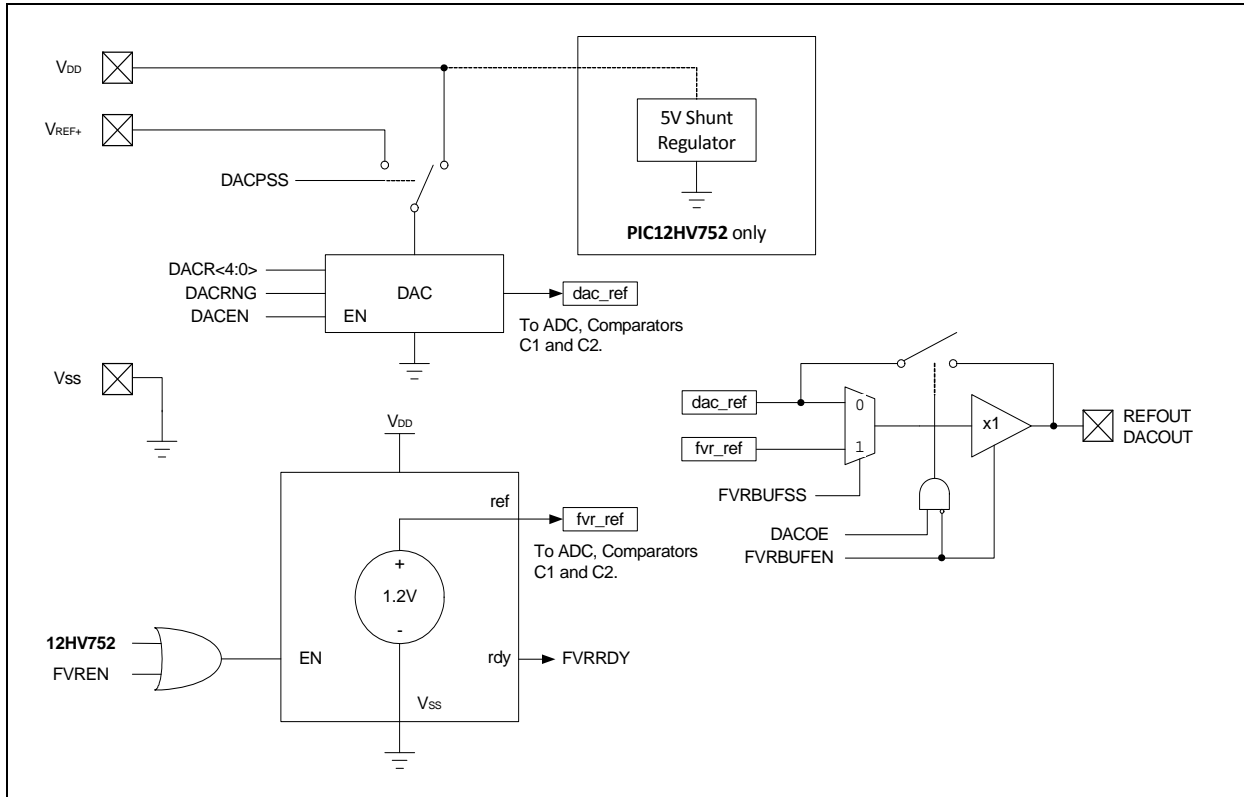 VDD
VREF+
DACPSS
5V Shunt
Regulator
PIC12HV752 only
DACR<4:0>
DACRNG
DACEN
EN
DAC
dac_ref
To ADC, Comparators
C1 and C2.
VSS
VDD
ref
fvr_ref
To ADC, Comparators
C1 and C2.
+
1.2V
-
12HV752
FVREN
EN
rdy
FVRRDY
VSS
dac_ref
fvr_ref
0
1
x1
REFOUT
DACOUT
FVRBUFSS
DACOE
FVRBUFEN